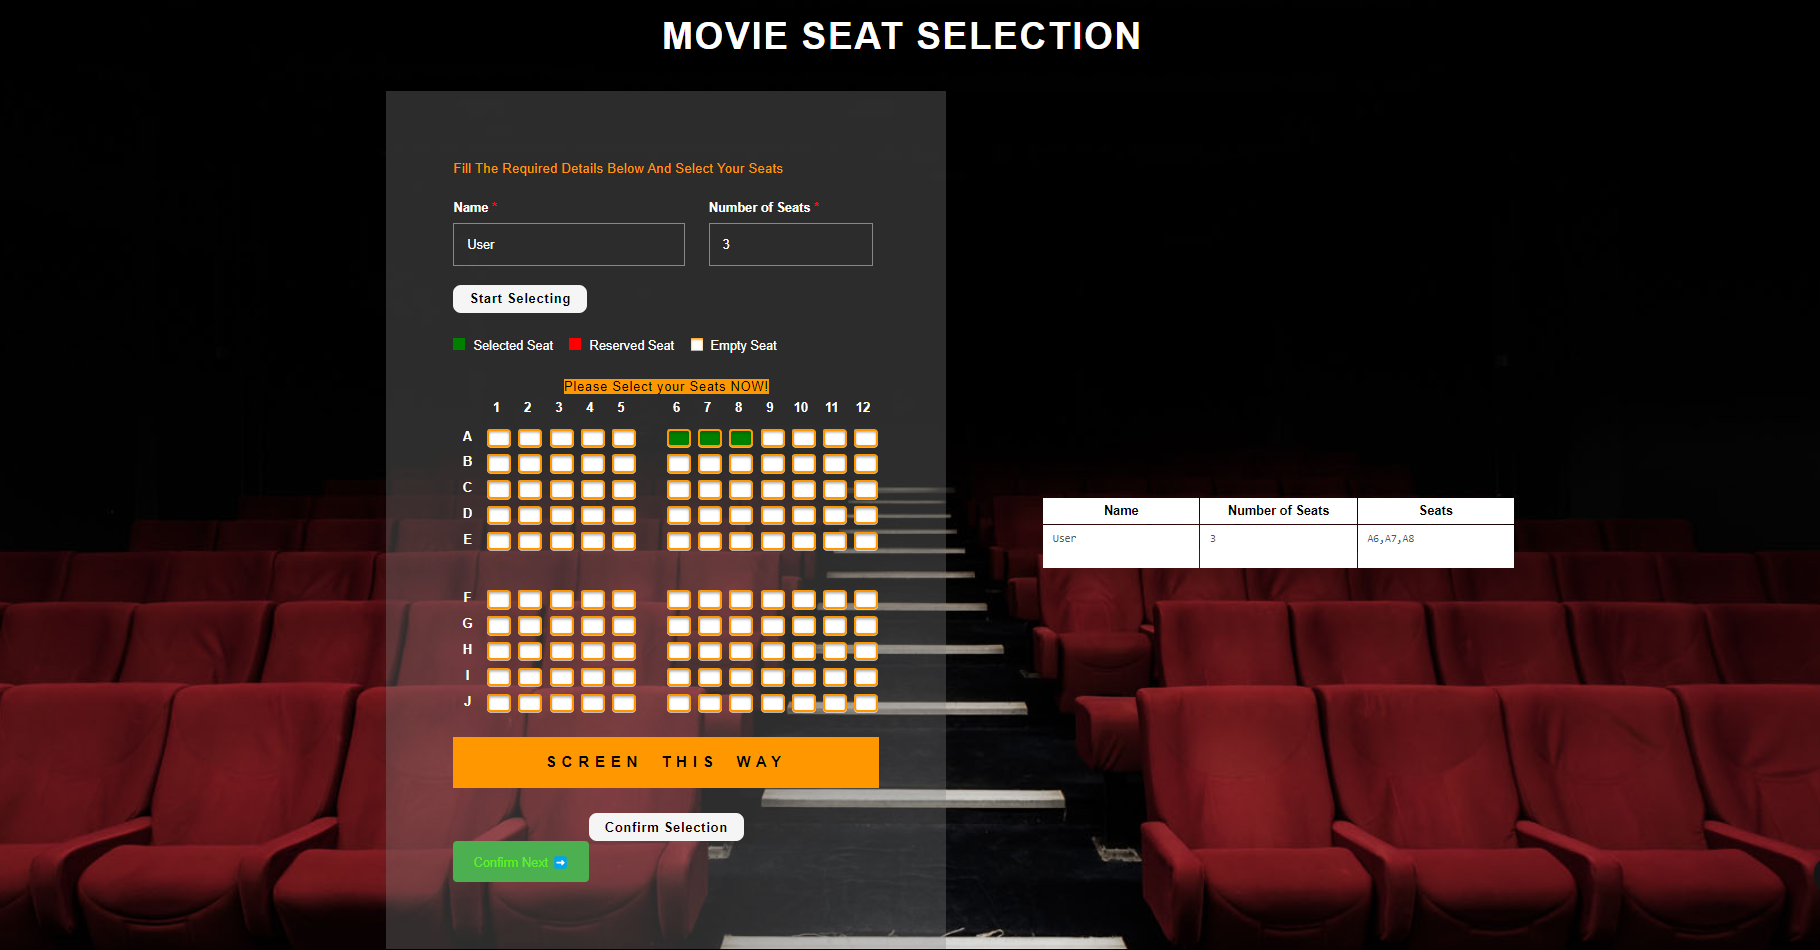 MOVIE SEAT SELECTION
Fill The Required Details Below And Select Your Seats
Name *
Number of Seats *
User
3
Start Selecting
Selected Seat
Reserved Seat
Empty Seat
Please Select your Seats NOW!
1 2 3 4 5 6 7 8 9 10 11 12
A
B
C
D
E
F
G
H
I
J
SCREEN THIS WAY
Confirm Selection
Confirm Next ➡
Name Number of Seats Seats
User 3 A6,A7,A8